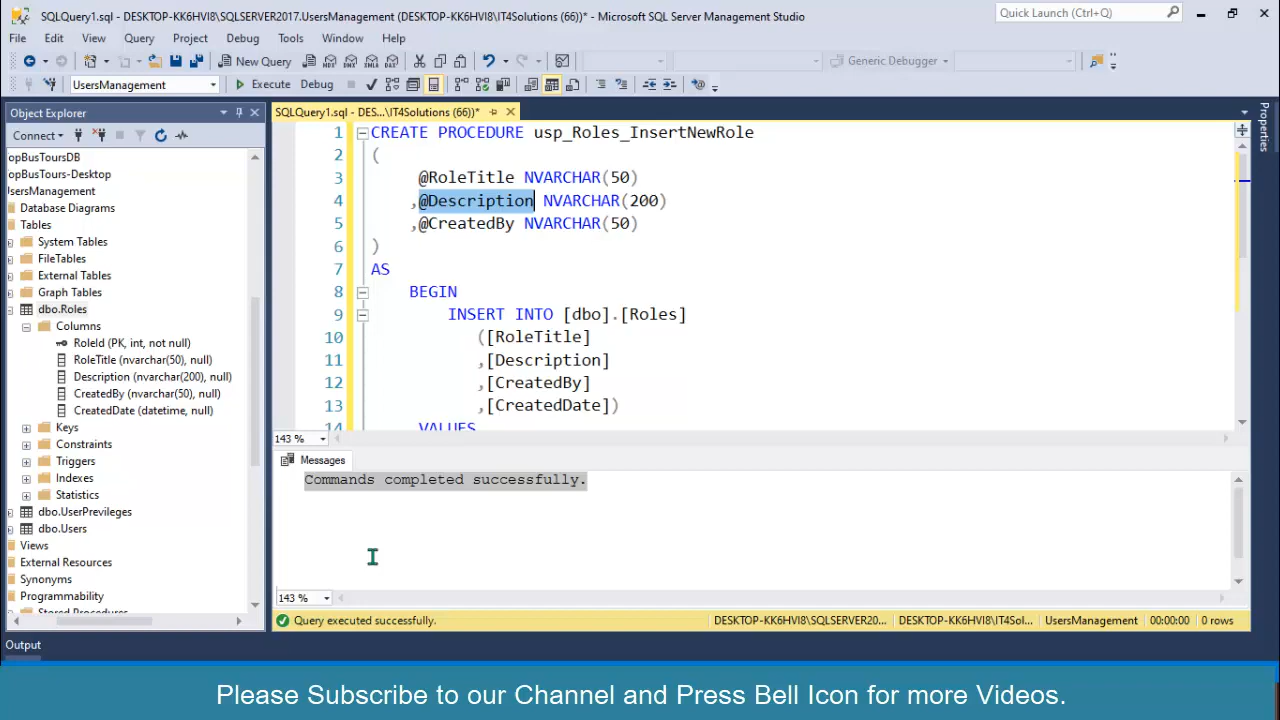 SQLQuery1.sql - DESKTOP-KK6HVI8\SQLSERVER2017.UsersManagement (DESKTOP-KK6HVI8\IT4Solutions (66))* - Microsoft SQL Server Management Studio
Quick Launch (Ctrl+Q)
File Edit View Query Project Debug Tools Window Help
New Query
Generic Debugger
UsersManagement
Execute Debug
Object Explorer
SQLQuery1.sql - DES...\IT4Solutions (66))*
Properties
Connect
opBusToursDB
opBusTours-Desktop
UsersManagement
Database Diagrams
Tables
System Tables
FileTables
External Tables
Graph Tables
dbo.Roles
Columns
RoleId (PK, int, not null)
RoleTitle (nvarchar(50), null)
Description (nvarchar(200), null)
CreatedBy (nvarchar(50), null)
CreatedDate (datetime, null)
Keys
Constraints
Triggers
Indexes
Statistics
dbo.UserPrevileges
dbo.Users
Views
External Resources
Synonyms
Programmability
Stored Procedures
1 CREATE PROCEDURE usp_Roles_InsertNewRole
2 (
3 @RoleTitle NVARCHAR(50)
4 ,@Description NVARCHAR(200)
5 ,@CreatedBy NVARCHAR(50)
6 )
7 AS
8 BEGIN
9 INSERT INTO [dbo].[Roles]
10 ([RoleTitle]
11 ,[Description]
12 ,[CreatedBy]
13 ,[CreatedDate])
14 VALUES
143 %
Messages
Commands completed successfully.
143 %
Query executed successfully. DESKTOP-KK6HVI8\SQLSERVER20... DESKTOP-KK6HVI8\IT4Sol... UsersManagement 00:00:00 0 rows
Output
Please Subscribe to our Channel and Press Bell Icon for more Videos.